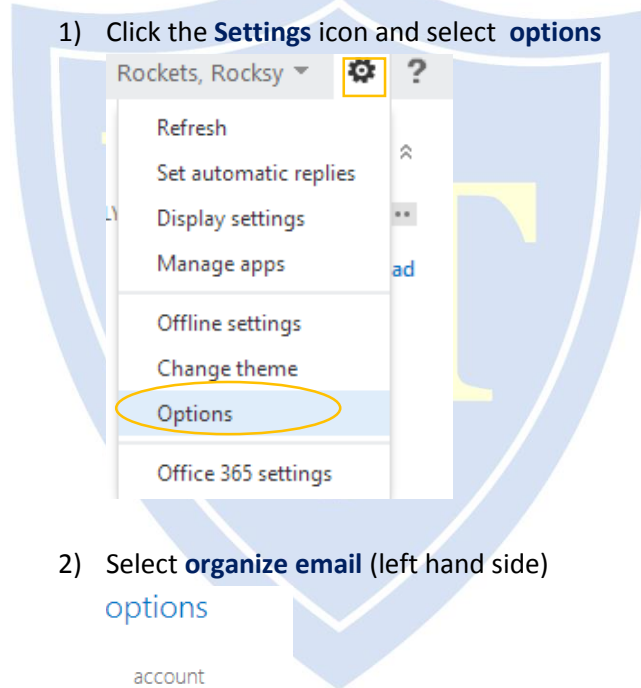 1) Click the Settings icon and select options
Rockets, Rocksy ?
Refresh
Set automatic replies
Display settings
Manage apps
ad
Offline settings
Change theme
Options
Office 365 settings
2) Select organize email (left hand side)
options
account